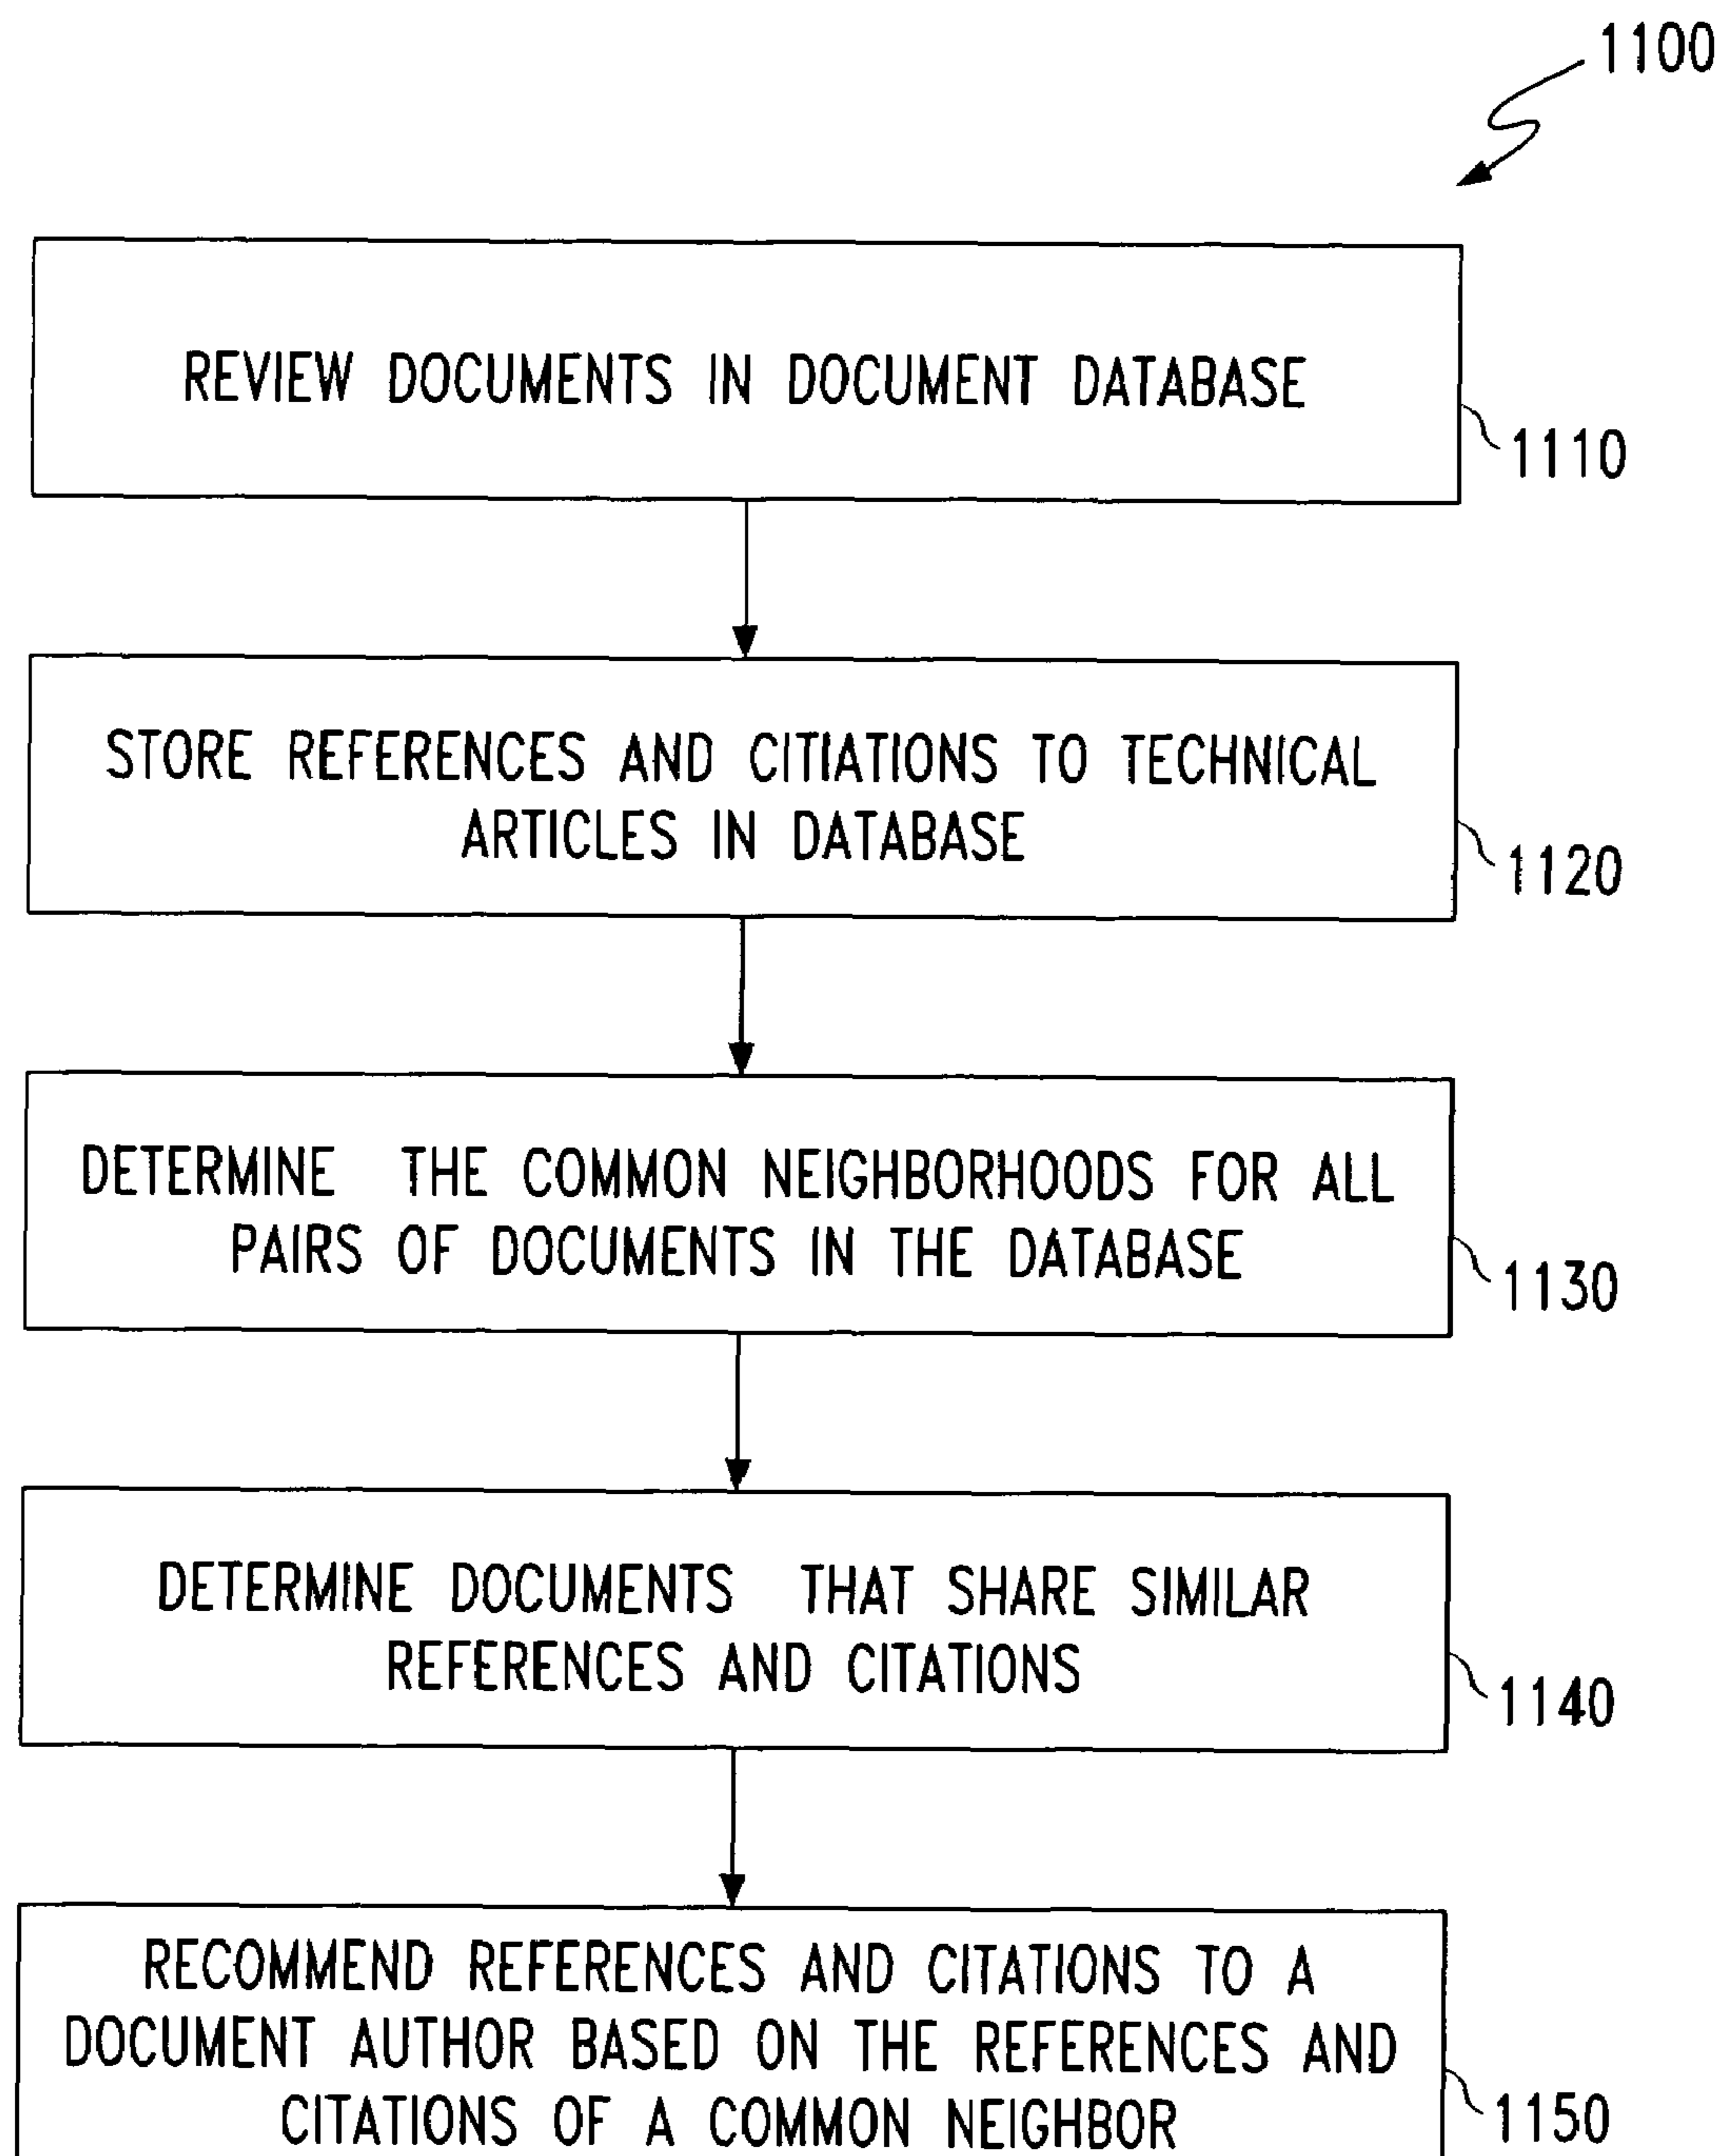 1100
REVIEW DOCUMENTS IN DOCUMENT DATABASE
1110
STORE REFERENCES AND CITIATIONS TO TECHNICAL
ARTICLES IN DATABASE
1120
DETERMINE THE COMMON NEIGHBORHOODS FOR ALL
PAIRS OF DOCUMENTS IN THE DATABASE
1130
DETERMINE DOCUMENTS THAT SHARE SIMILAR
REFERENCES AND CITATIONS
1140
RECOMMEND REFERENCES AND CITATIONS TO A
DOCUMENT AUTHOR BASED ON THE REFERENCES AND
CITATIONS OF A COMMON NEIGHBOR
1150